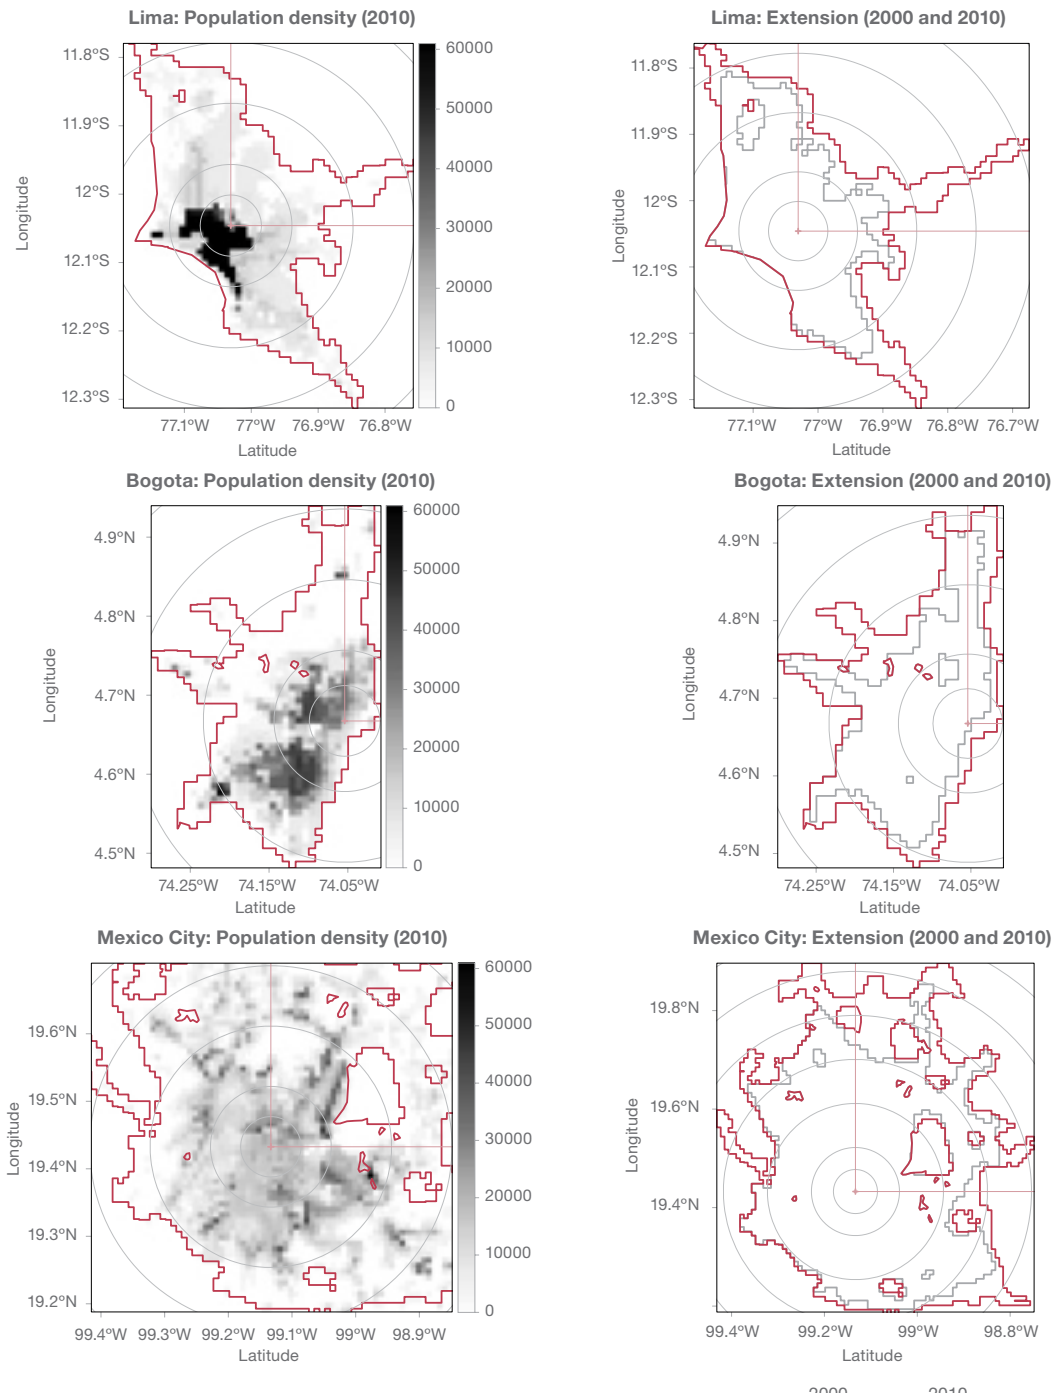 Lima: Population density (2010)
Lima: Extension (2000 and 2010)
11.8°S
11.9°S
12°S
12.1°S
12.2°S
12.3°S
Longitude
77.1°W 77°W 76.9°W 76.8°W
Latitude
60000
50000
40000
30000
20000
10000
0
11.8°S
11.9°S
12°S
12.1°S
12.2°S
12.3°S
Longitude
77.1°W 77°W 76.9°W 76.8°W 76.7°W
Latitude
Bogota: Population density (2010)
Bogota: Extension (2000 and 2010)
4.9°N
4.8°N
4.7°N
4.6°N
4.5°N
Longitude
74.25°W 74.15°W 74.05°W
Latitude
60000
50000
40000
30000
20000
10000
0
4.9°N
4.8°N
4.7°N
4.6°N
4.5°N
Longitude
74.25°W 74.15°W 74.05°W
Latitude
Mexico City: Population density (2010)
Mexico City: Extension (2000 and 2010)
19.6°N
19.5°N
19.4°N
19.3°N
19.2°N
Longitude
99.4°W 99.3°W 99.2°W 99.1°W 99°W 98.9°W
Latitude
60000
50000
40000
30000
20000
10000
0
19.8°N
19.6°N
19.4°N
Longitude
99.4°W 99.2°W 99°W 98.8°W
Latitude
2000 2010